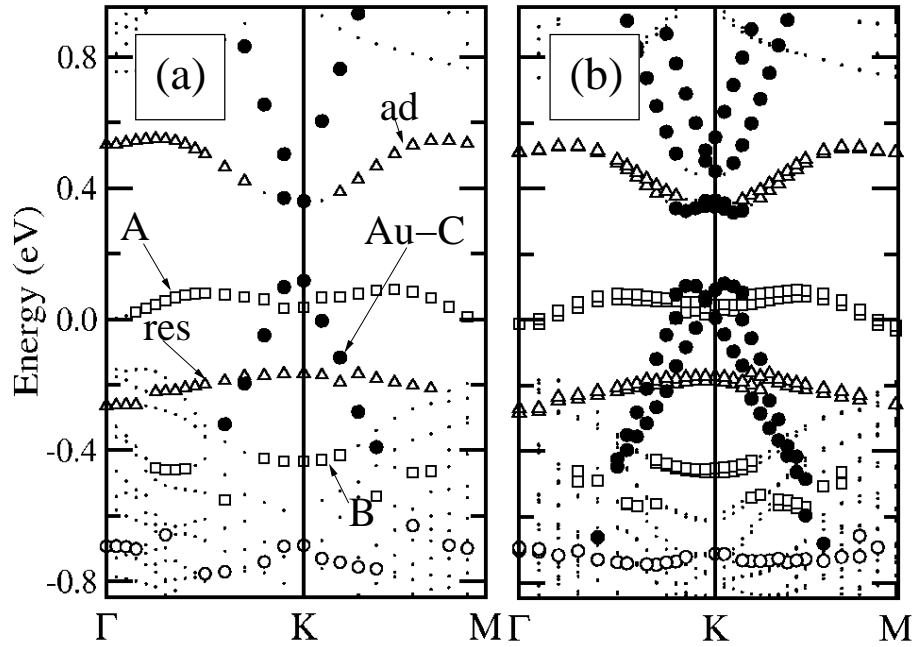 (a)
(b)
ad
A
Au−C
res
B
Energy (eV)
0.8
0.4
0.0
-0.4
-0.8
Γ
K
M
Γ
K
M